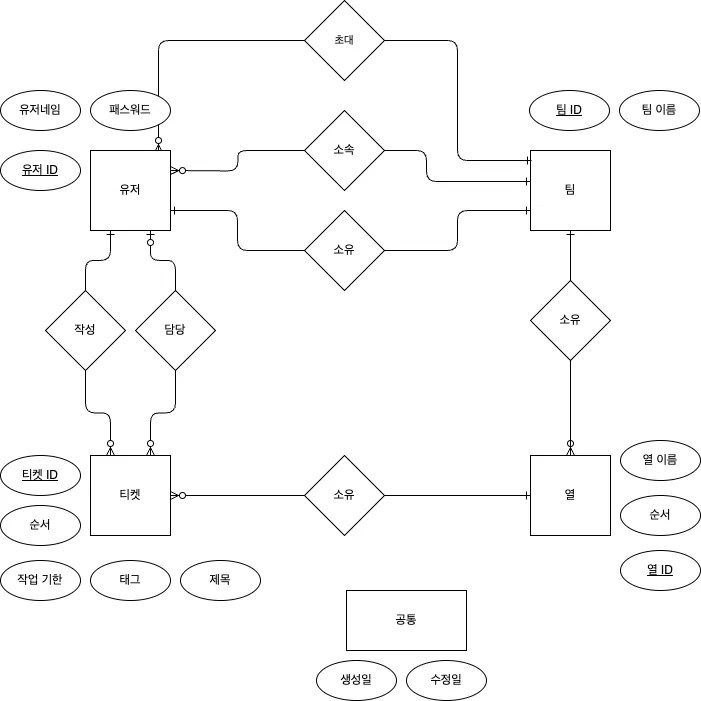 초대
유저네임
패스워드
팀 ID
팀 이름
소속
유저 ID
유저
팀
소유
작성
담당
소유
열 이름
티켓 ID
티켓
소유
열
순서
순서
열 ID
작업 기한
태그
제목
공통
생성일
수정일